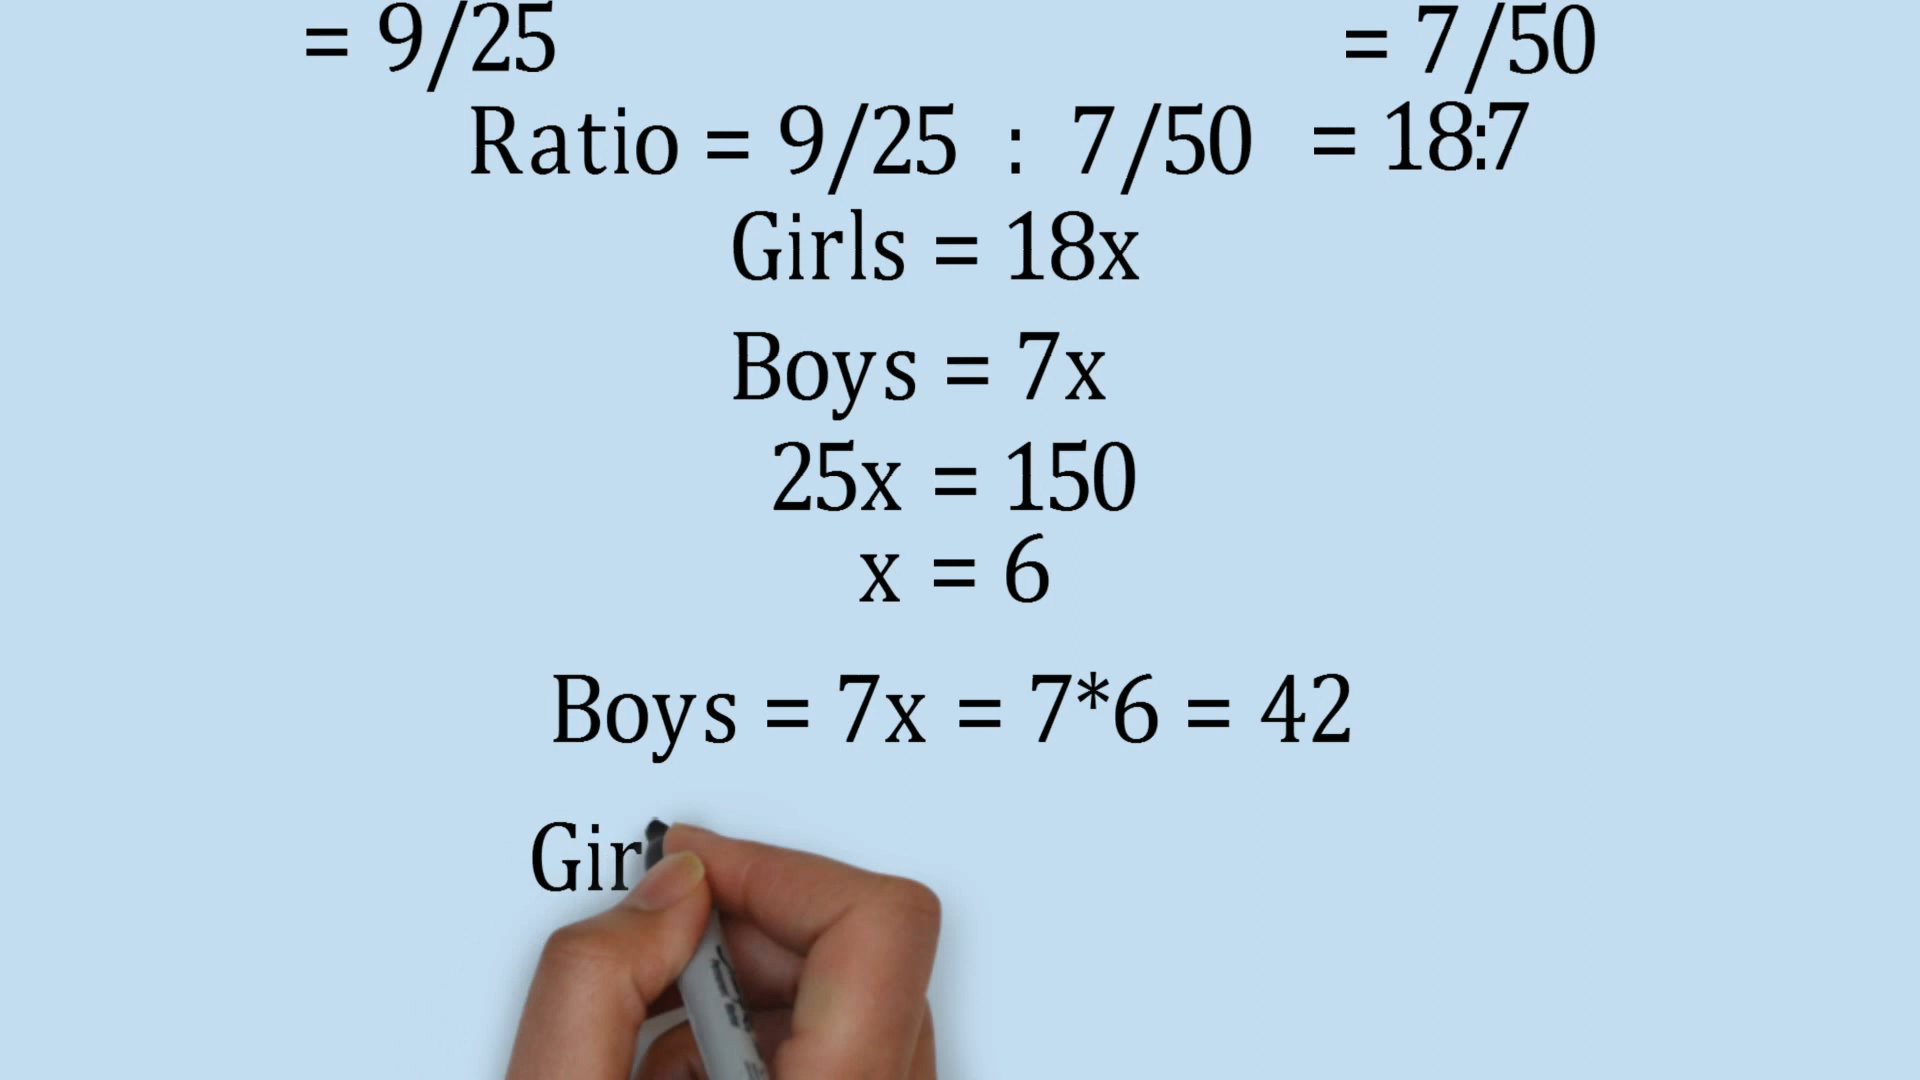 = 9/25 = 7/50
Ratio = 9/25 : 7/50 = 18:7
Girls = 18x
Boys = 7x
25x = 150
x = 6
Boys = 7x = 7*6 = 42
Gir